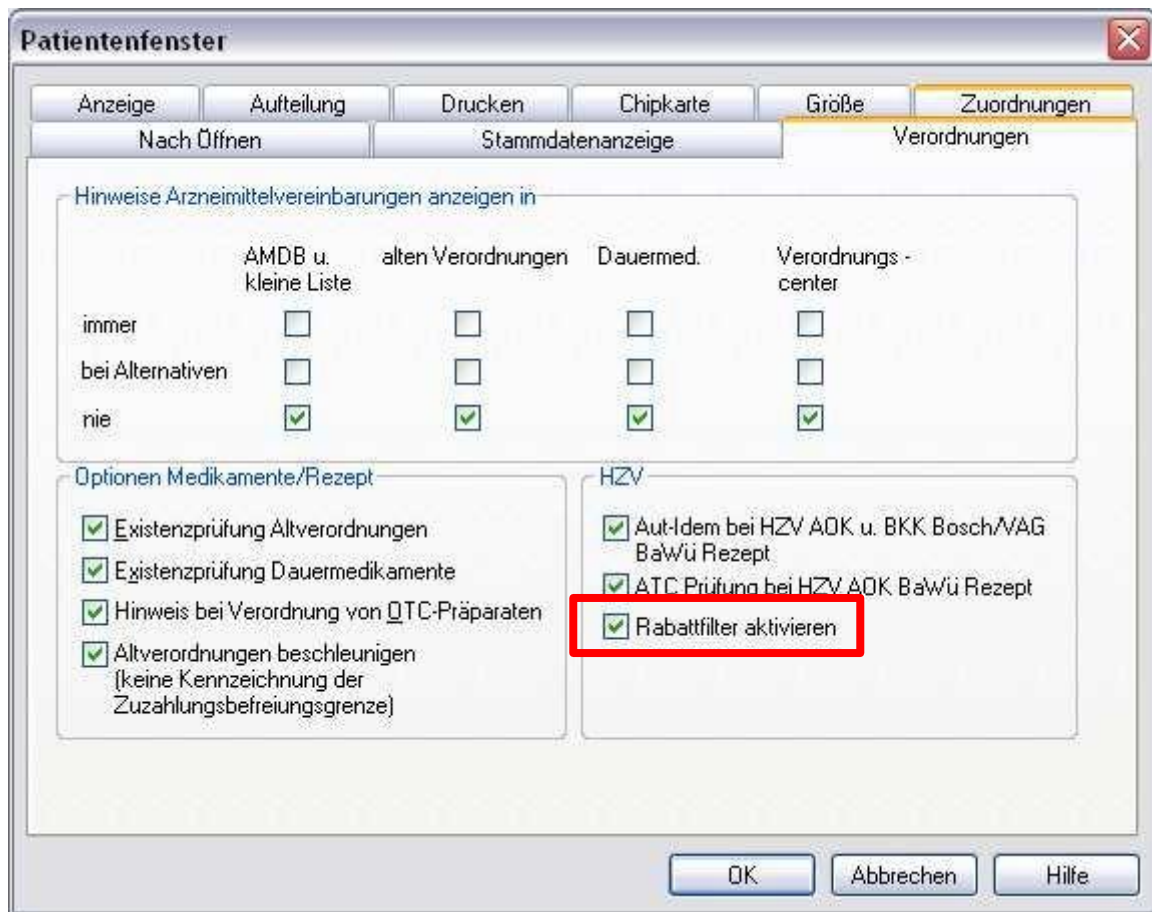 Patientenfenster
Anzeige Aufteilung Drucken Chipkarte Größe Zuordnungen
Nach Öffnen Stammdatenanzeige Verordnungen
Hinweise Arzneimittelvereinbarungen anzeigen in
AMDB u. alten Verordnungen Dauermed. Verordnungs -
kleine Liste center
immer
bei Alternativen
nie
Optionen Medikamente/Rezept
Existenzprüfung Altverordnungen
Existenzprüfung Dauermedikamente
Hinweis bei Verordnung von OTC-Präparaten
Altverordnungen beschleunigen
(keine Kennzeichnung der
Zuzahlungsbefreiungsgrenze)
HZV
Aut-Idem bei HZV AOK u. BKK Bosch/VAG
BaWü Rezept
ATC Prüfung bei HZV AOK BaWü Rezept
Rabattfilter aktivieren
OK Abbrechen Hilfe